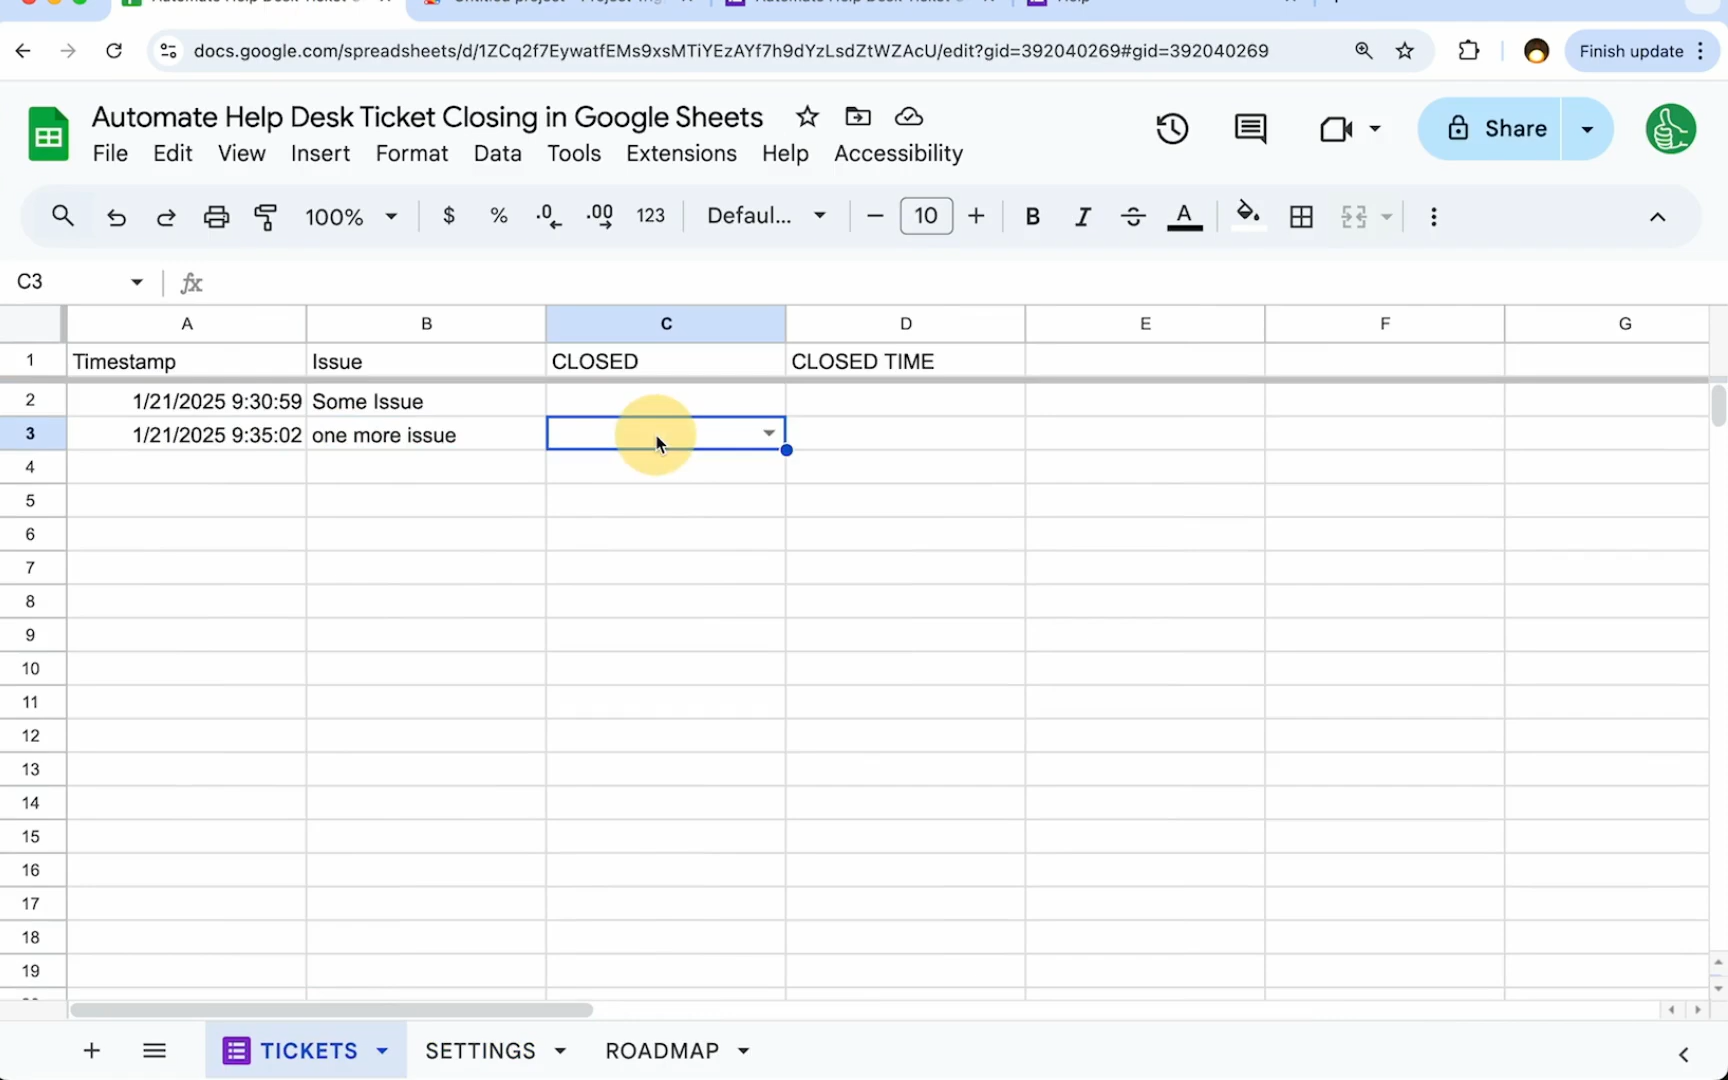 docs.google.com/spreadsheets/d/1ZCq2f7EywatfEMs9xsMTiYEzAYf7h9dYzLsdZtWZAcU/edit?gid=392040269#gid=392040269
Finish update
Automate Help Desk Ticket Closing in Google Sheets
File Edit View Insert Format Data Tools Extensions Help Accessibility
Share
100% $ % .0 .00 123 Defaul... − 10 + B I S A
C3 fx
A B C D E F G
1 Timestamp Issue CLOSED CLOSED TIME
2 1/21/2025 9:30:59 Some Issue
3 1/21/2025 9:35:02 one more issue
4
5
6
7
8
9
10
11
12
13
14
15
16
17
18
19
+ TICKETS SETTINGS ROADMAP